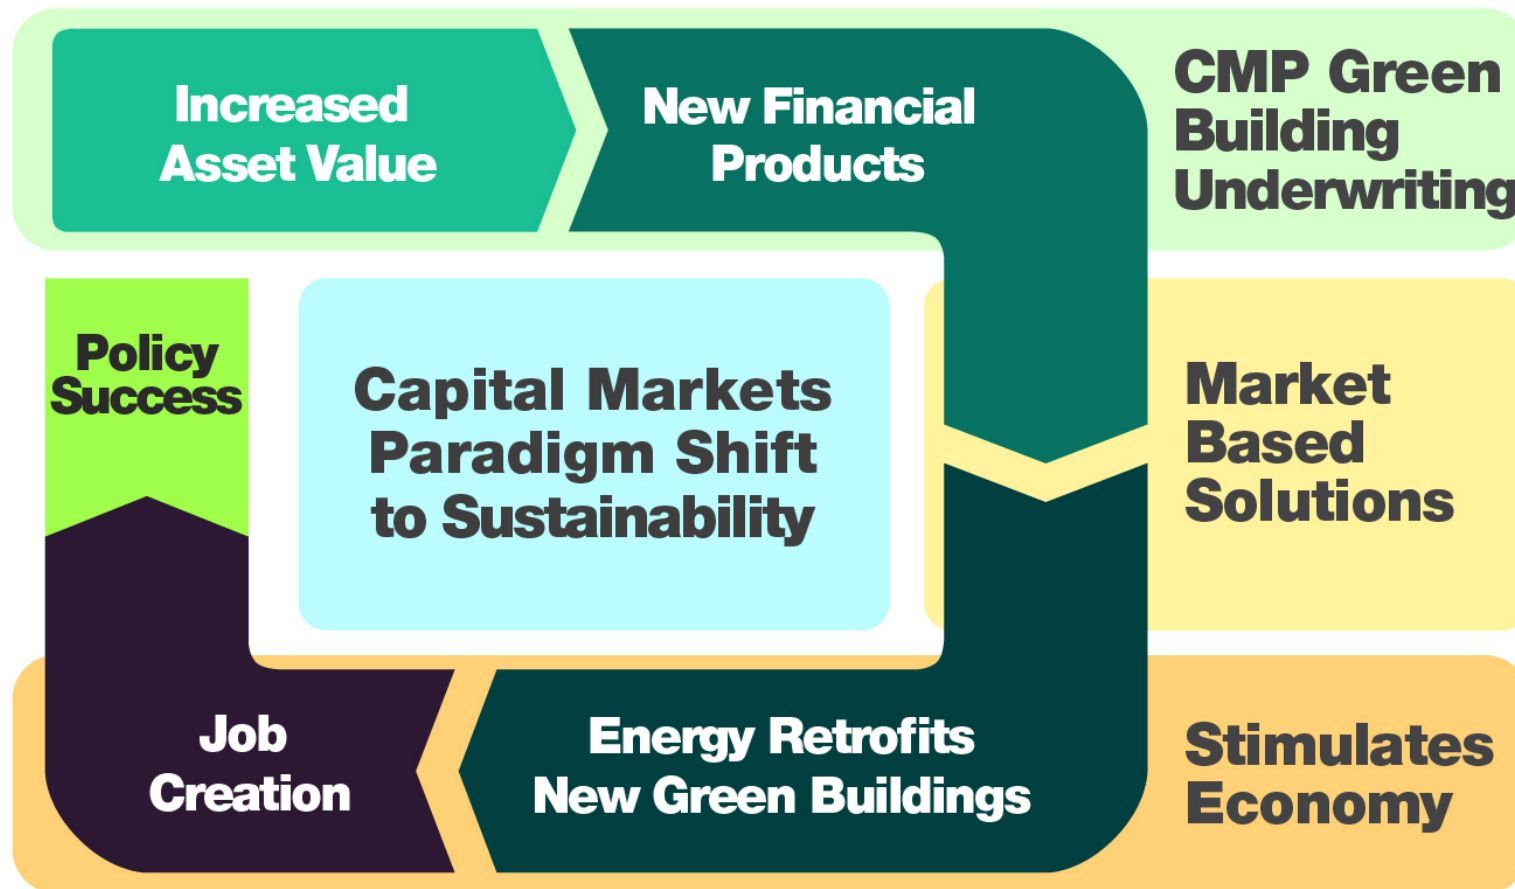 Increased
Asset Value
New Financial
Products
CMP Green
Building
Underwriting
Policy
Success
Capital Markets
Paradigm Shift
to Sustainability
Market
Based
Solutions
Job
Creation
Energy Retrofits
New Green Buildings
Stimulates
Economy